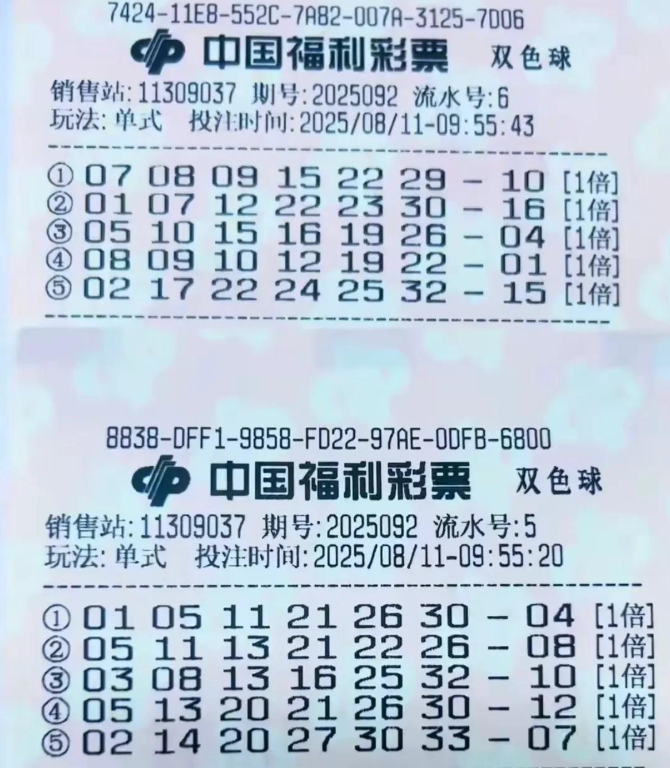 7424-11E8-552C-7A82-007A-3125-7D06
中国福利彩票 双色球
销售站:11309037 期号:2025092 流水号:6
玩法:单式 投注时间:2025/08/11-09:55:43
① 07 08 09 15 22 29 - 10 [1倍]
② 01 07 12 22 23 30 - 16 [1倍]
③ 05 10 15 16 19 26 - 04 [1倍]
④ 08 09 10 12 19 22 - 01 [1倍]
⑤ 02 17 22 24 25 32 - 15 [1倍]
8838-DFF1-9858-FD22-97AE-0DFB-6800
中国福利彩票 双色球
销售站:11309037 期号:2025092 流水号:5
玩法:单式 投注时间:2025/08/11-09:55:20
① 01 05 11 21 26 30 - 04 [1倍]
② 05 11 13 21 22 26 - 08 [1倍]
③ 03 08 13 16 25 32 - 10 [1倍]
④ 05 13 20 21 26 30 - 12 [1倍]
⑤ 02 14 20 27 30 33 - 07 [1倍]